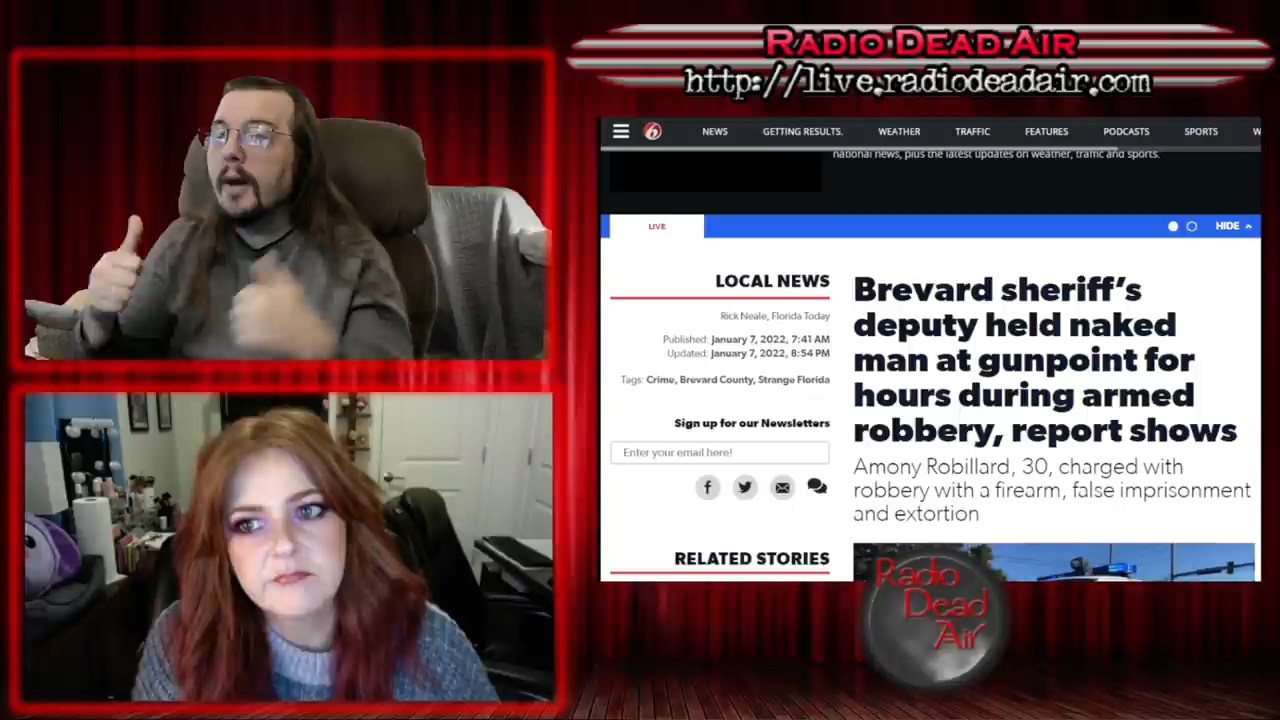 RADIO DEAD AIR
http://live.radiodeadair.com
6
NEWS
GETTING RESULTS.
WEATHER
TRAFFIC
FEATURES
PODCASTS
SPORTS
W
national news, plus the latest updates on weather, traffic and sports.
LIVE
HIDE
LOCAL NEWS
Rick Neale, Florida Today
Published: January 7, 2022, 7:41 AM
Updated: January 7, 2022, 8:54 PM
Tags: Crime, Brevard County, Strange Florida
Sign up for our Newsletters
Enter your email here!
RELATED STORIES
Brevard sheriff's
deputy held naked
man at gunpoint for
hours during armed
robbery, report shows
Amony Robillard, 30, charged with
robbery with a firearm, false imprisonment
and extortion
Radio
Dead
Air